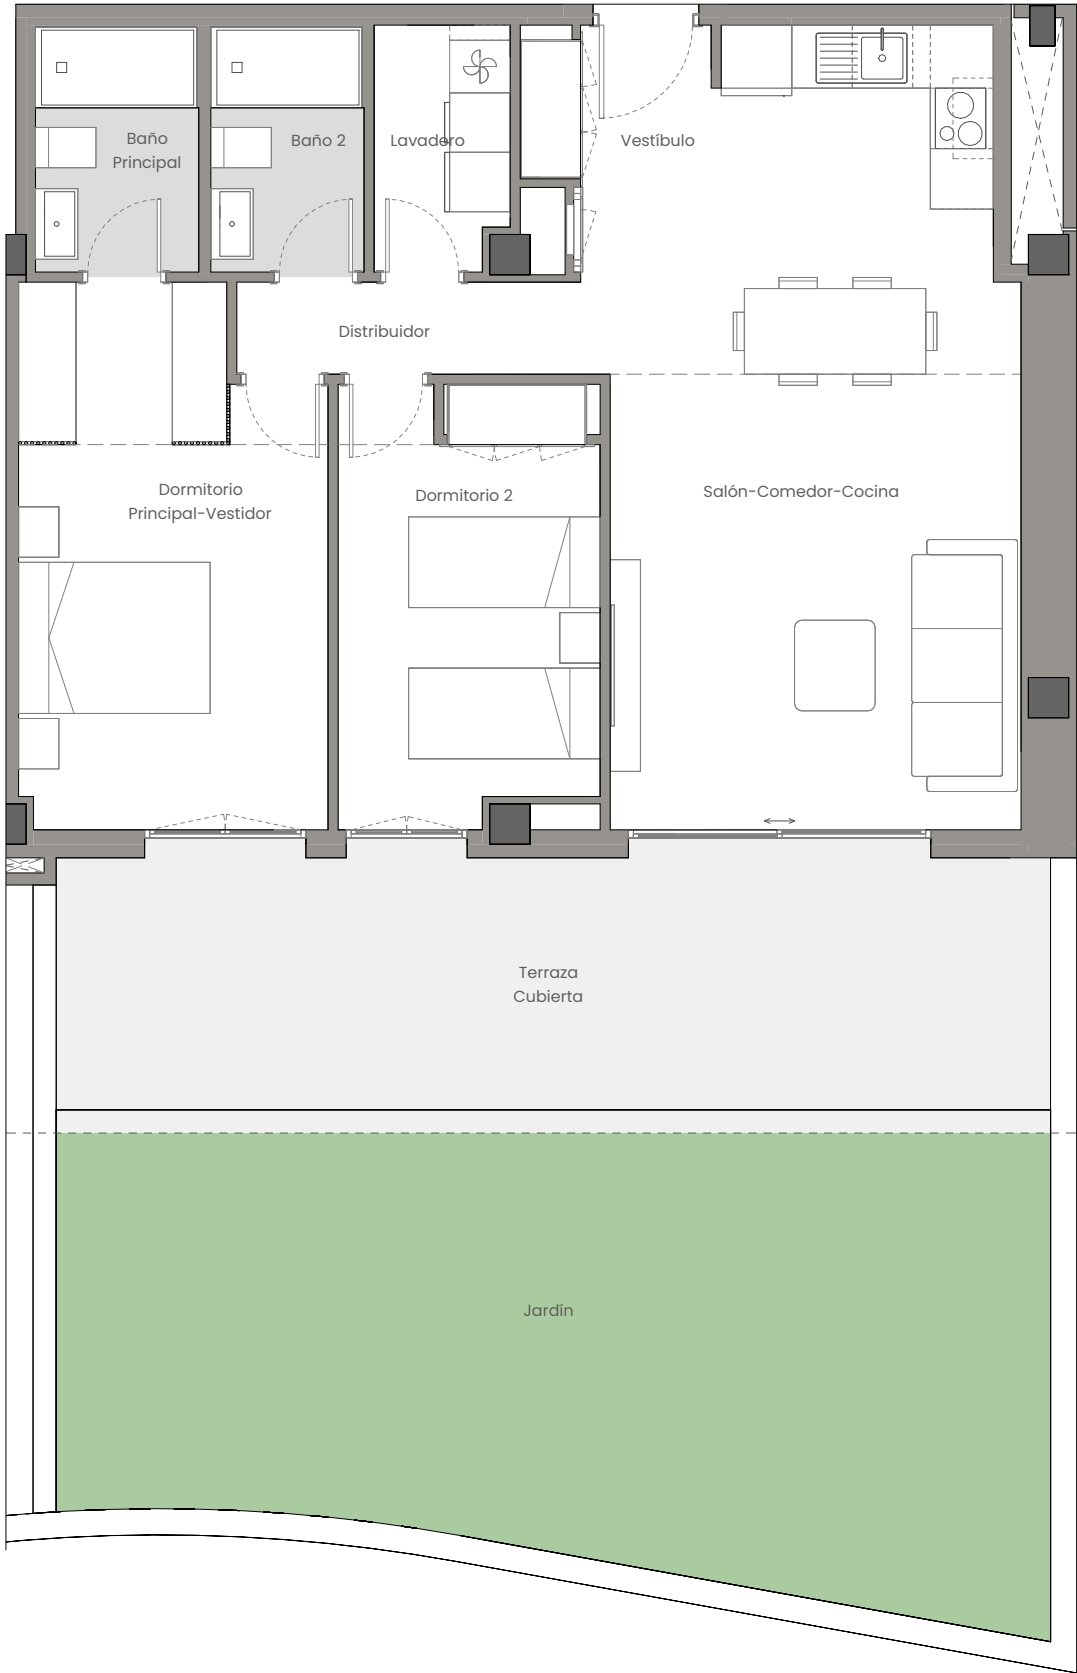 Baño
Principal
Baño 2
Lavadero
Vestíbulo
Distribuidor
Dormitorio
Principal-Vestidor
Dormitorio 2
Salón-Comedor-Cocina
Terraza
Cubierta
Jardín